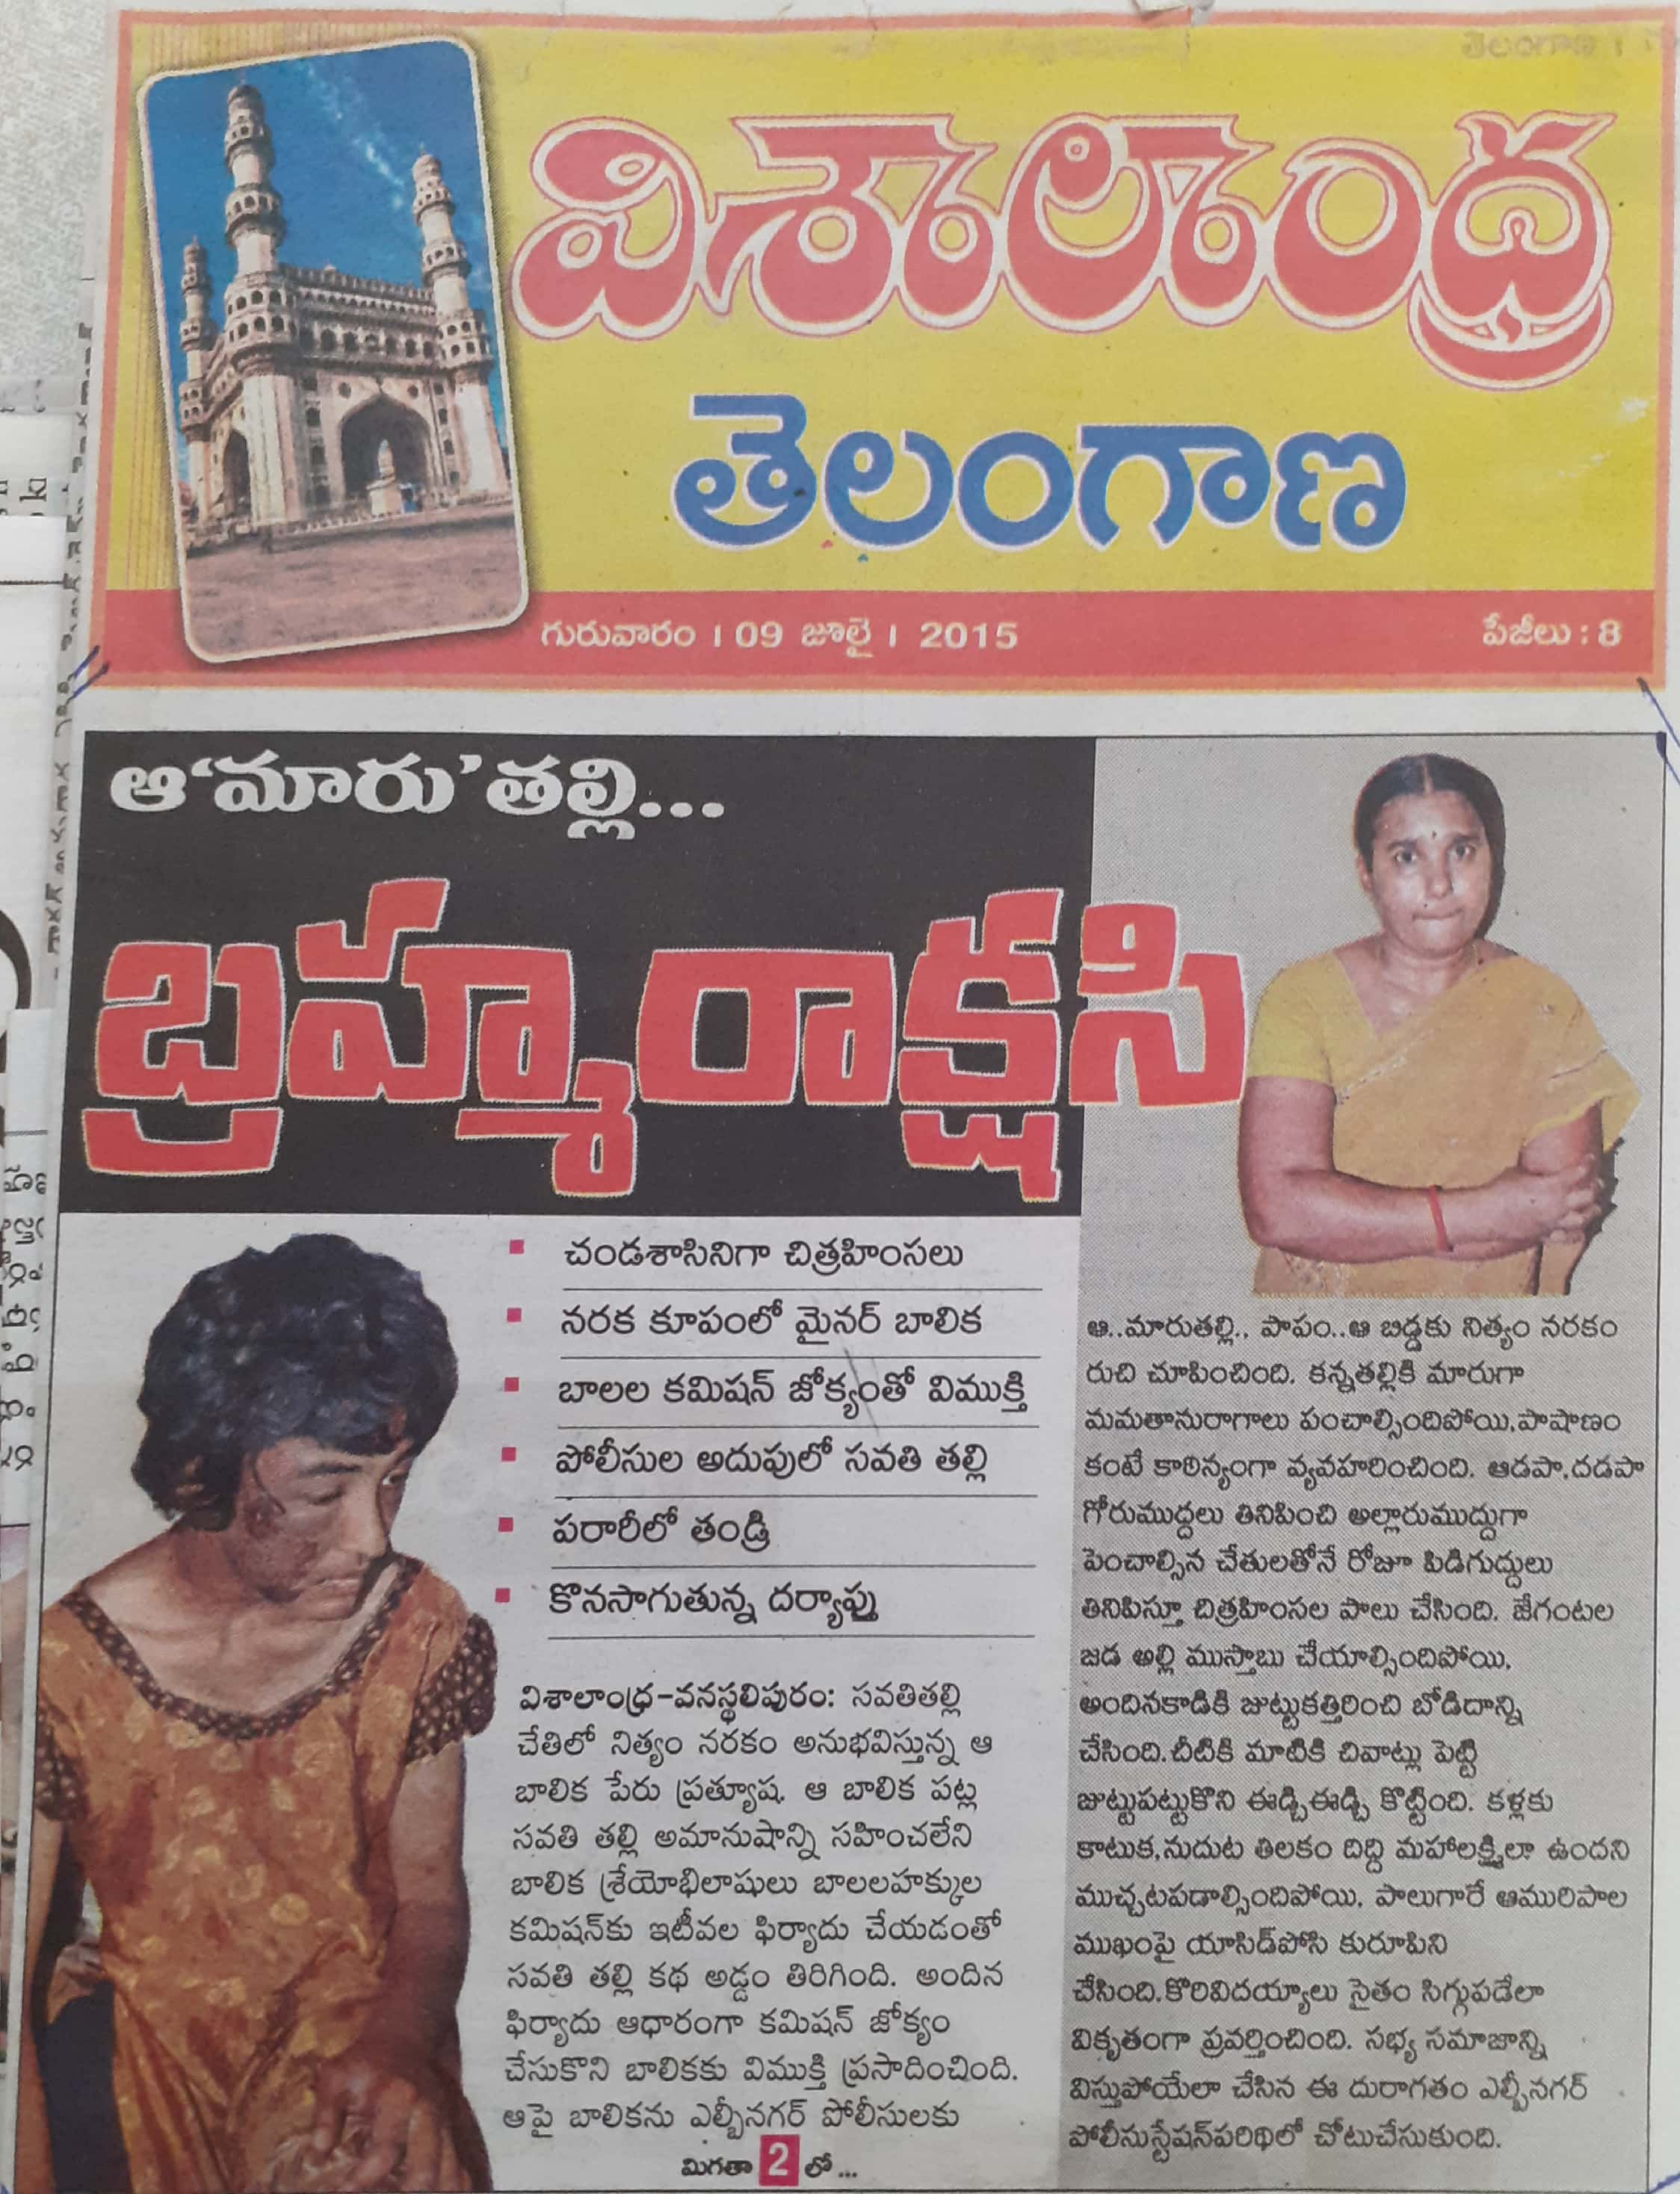 విశాలాంధ్ర
తెలంగాణ
గురువారం । 09 జూలై । 2015
పేజీలు : 8
ఆ 'మారు' తల్లి...
బ్రహ్మరాక్షసి
చండశాసినిగా చిత్రహింసలు
నరక కూపంలో మైనర్ బాలిక
బాలల కమిషన్ జోక్యంతో విముక్తి
పోలీసుల అదుపులో సవతి తల్లి
పరారీలో తండ్రి
కొనసాగుతున్న దర్యాప్తు
విశాలాంధ్ర-వనస్థలిపురం: సవతితల్లి
చేతిలో నిత్యం నరకం అనుభవిస్తున్న ఆ
బాలిక పేరు ప్రత్యూష. ఆ బాలిక పట్ల
సవతి తల్లి అమానుషాన్ని సహించలేని
బాలిక శ్రేయోభిలాషులు బాలలహక్కుల
కమిషన్‌కు ఇటీవల ఫిర్యాదు చేయడంతో
సవతి తల్లి కథ అడ్డం తిరిగింది. అందిన
ఫిర్యాదు ఆధారంగా కమిషన్ జోక్యం
చేసుకొని బాలికకు విముక్తి ప్రసాదించింది.
ఆపై బాలికను ఎల్బీనగర్ పోలీసులకు
మిగతా 2 లో ...
ఆ..మారుతల్లి., పాపం..ఆ బిడ్డకు నిత్యం నరకం
రుచి చూపించింది. కన్నతల్లికి మారుగా
మమతానురాగాలు పంచాల్సిందిపోయి,పాషాణం
కంటే కాఠిన్యంగా వ్యవహరించింది. ఆడపా,దడపా
గోరుముద్దలు తినిపించి అల్లారుముద్దుగా
పెంచాల్సిన చేతులతోనే రోజూ పిడిగుద్దులు
తినిపిస్తూ చిత్రహింసల పాలు చేసింది. జేగంటల
జడ అల్లి ముస్తాబు చేయాల్సిందిపోయి,
అందినకాడికి జుట్టుకత్తిరించి బోడిదాన్ని
చేసింది.చీటికి మాటికి చివాట్లు పెట్టి
జుట్టుపట్టుకొని ఈడ్చిఈడ్చి కొట్టింది. కళ్లకు
కాటుక,నుదుట తిలకం దిద్ది మహాలక్ష్మిలా ఉందని
ముచ్చటపడాల్సిందిపోయి, పాలుగారే ఆమురిపాల
ముఖంపై యాసిడ్‌పోసి కురూపిని
చేసింది.కొరివిదయ్యాలు సైతం సిగ్గుపడేలా
వికృతంగా ప్రవర్తించింది. సభ్య సమాజాన్ని
విస్తుపోయేలా చేసిన ఈ దురాగతం ఎల్బీనగర్
పోలీసుస్టేషన్‌పరిధిలో చోటుచేసుకుంది.